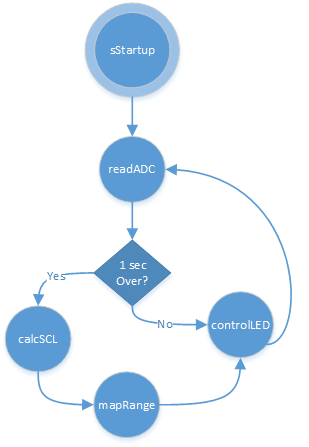 sStartup
readADC
1 sec
Over?
Yes
No
calcSCL
controlLED
mapRange